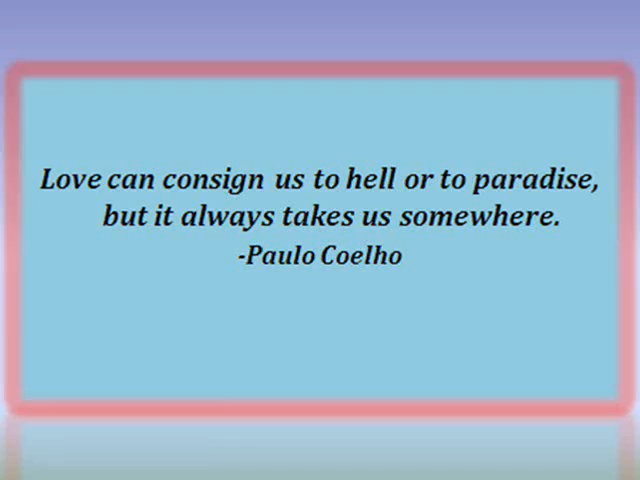 Love can consign us to hell or to paradise,
but it always takes us somewhere.
-Paulo Coelho